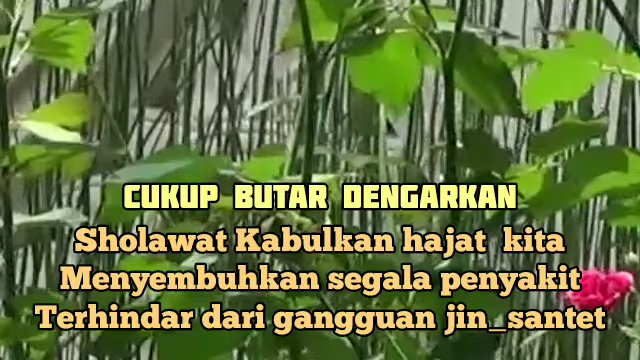 CUKUP BUTAR DENGARKAN
Sholawat Kabulkan hajat kita
Menyembuhkan segala penyakit
Terhindar dari gangguan jin_santet